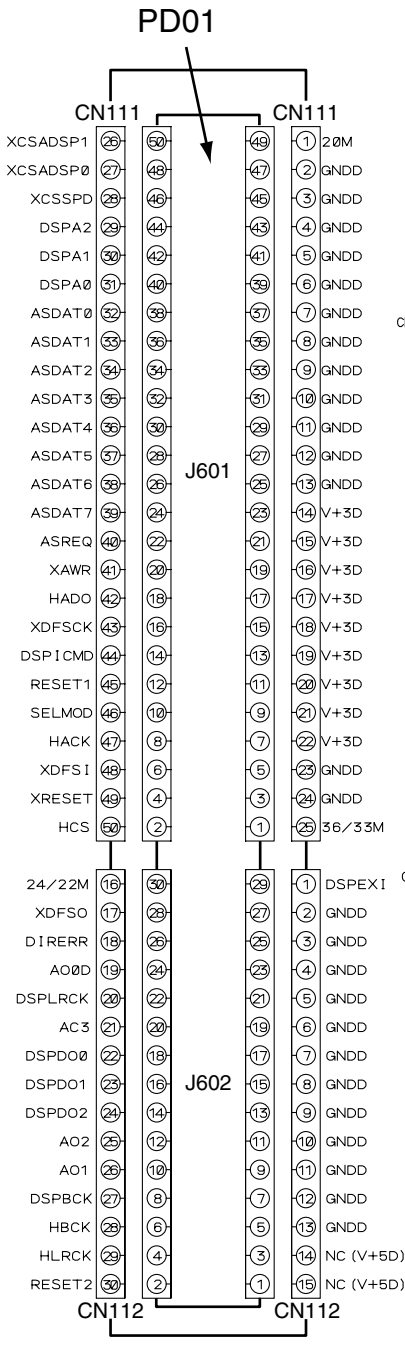 PD01
CN111 CN111
XCSADSP1 26 50 49 1 20M
XCSADSP0 27 48 47 2 GNDD
XCSSPD 28 46 45 3 GNDD
DSPA2 29 44 43 4 GNDD
DSPA1 30 42 41 5 GNDD
DSPA0 31 40 39 6 GNDD
ASDAT0 32 38 37 7 GNDD
ASDAT1 33 36 35 8 GNDD
ASDAT2 34 34 33 9 GNDD
ASDAT3 35 32 31 10 GNDD
ASDAT4 36 30 29 11 GNDD
ASDAT5 37 28 27 12 GNDD
J601
ASDAT6 38 26 25 13 GNDD
ASDAT7 39 24 23 14 V+3D
ASREQ 40 22 21 15 V+3D
XAWR 41 20 19 16 V+3D
HADO 42 18 17 17 V+3D
XDFSCK 43 16 15 18 V+3D
DSPICMD 44 14 13 19 V+3D
RESET1 45 12 11 20 V+3D
SELMOD 46 10 9 21 V+3D
HACK 47 8 7 22 V+3D
XDFSI 48 6 5 23 GNDD
XRESET 49 4 3 24 GNDD
HCS 50 2 1 25 36/33M
24/22M 16 30 29 1 DSPEXI
XDFSO 17 28 27 2 GNDD
DIRERR 18 26 25 3 GNDD
AO0D 19 24 23 4 GNDD
DSPLRCK 20 22 21 5 GNDD
AC3 21 20 19 6 GNDD
DSPDO0 22 18 17 7 GNDD
DSPDO1 23 16 J602 15 8 GNDD
DSPDO2 24 14 13 9 GNDD
AO2 25 12 11 10 GNDD
AO1 26 10 9 11 GNDD
DSPBCK 27 8 7 12 GNDD
HBCK 28 6 5 13 GNDD
HLRCK 29 4 3 14 NC (V+5D)
RESET2 30 2 1 15 NC (V+5D)
CN112 CN112